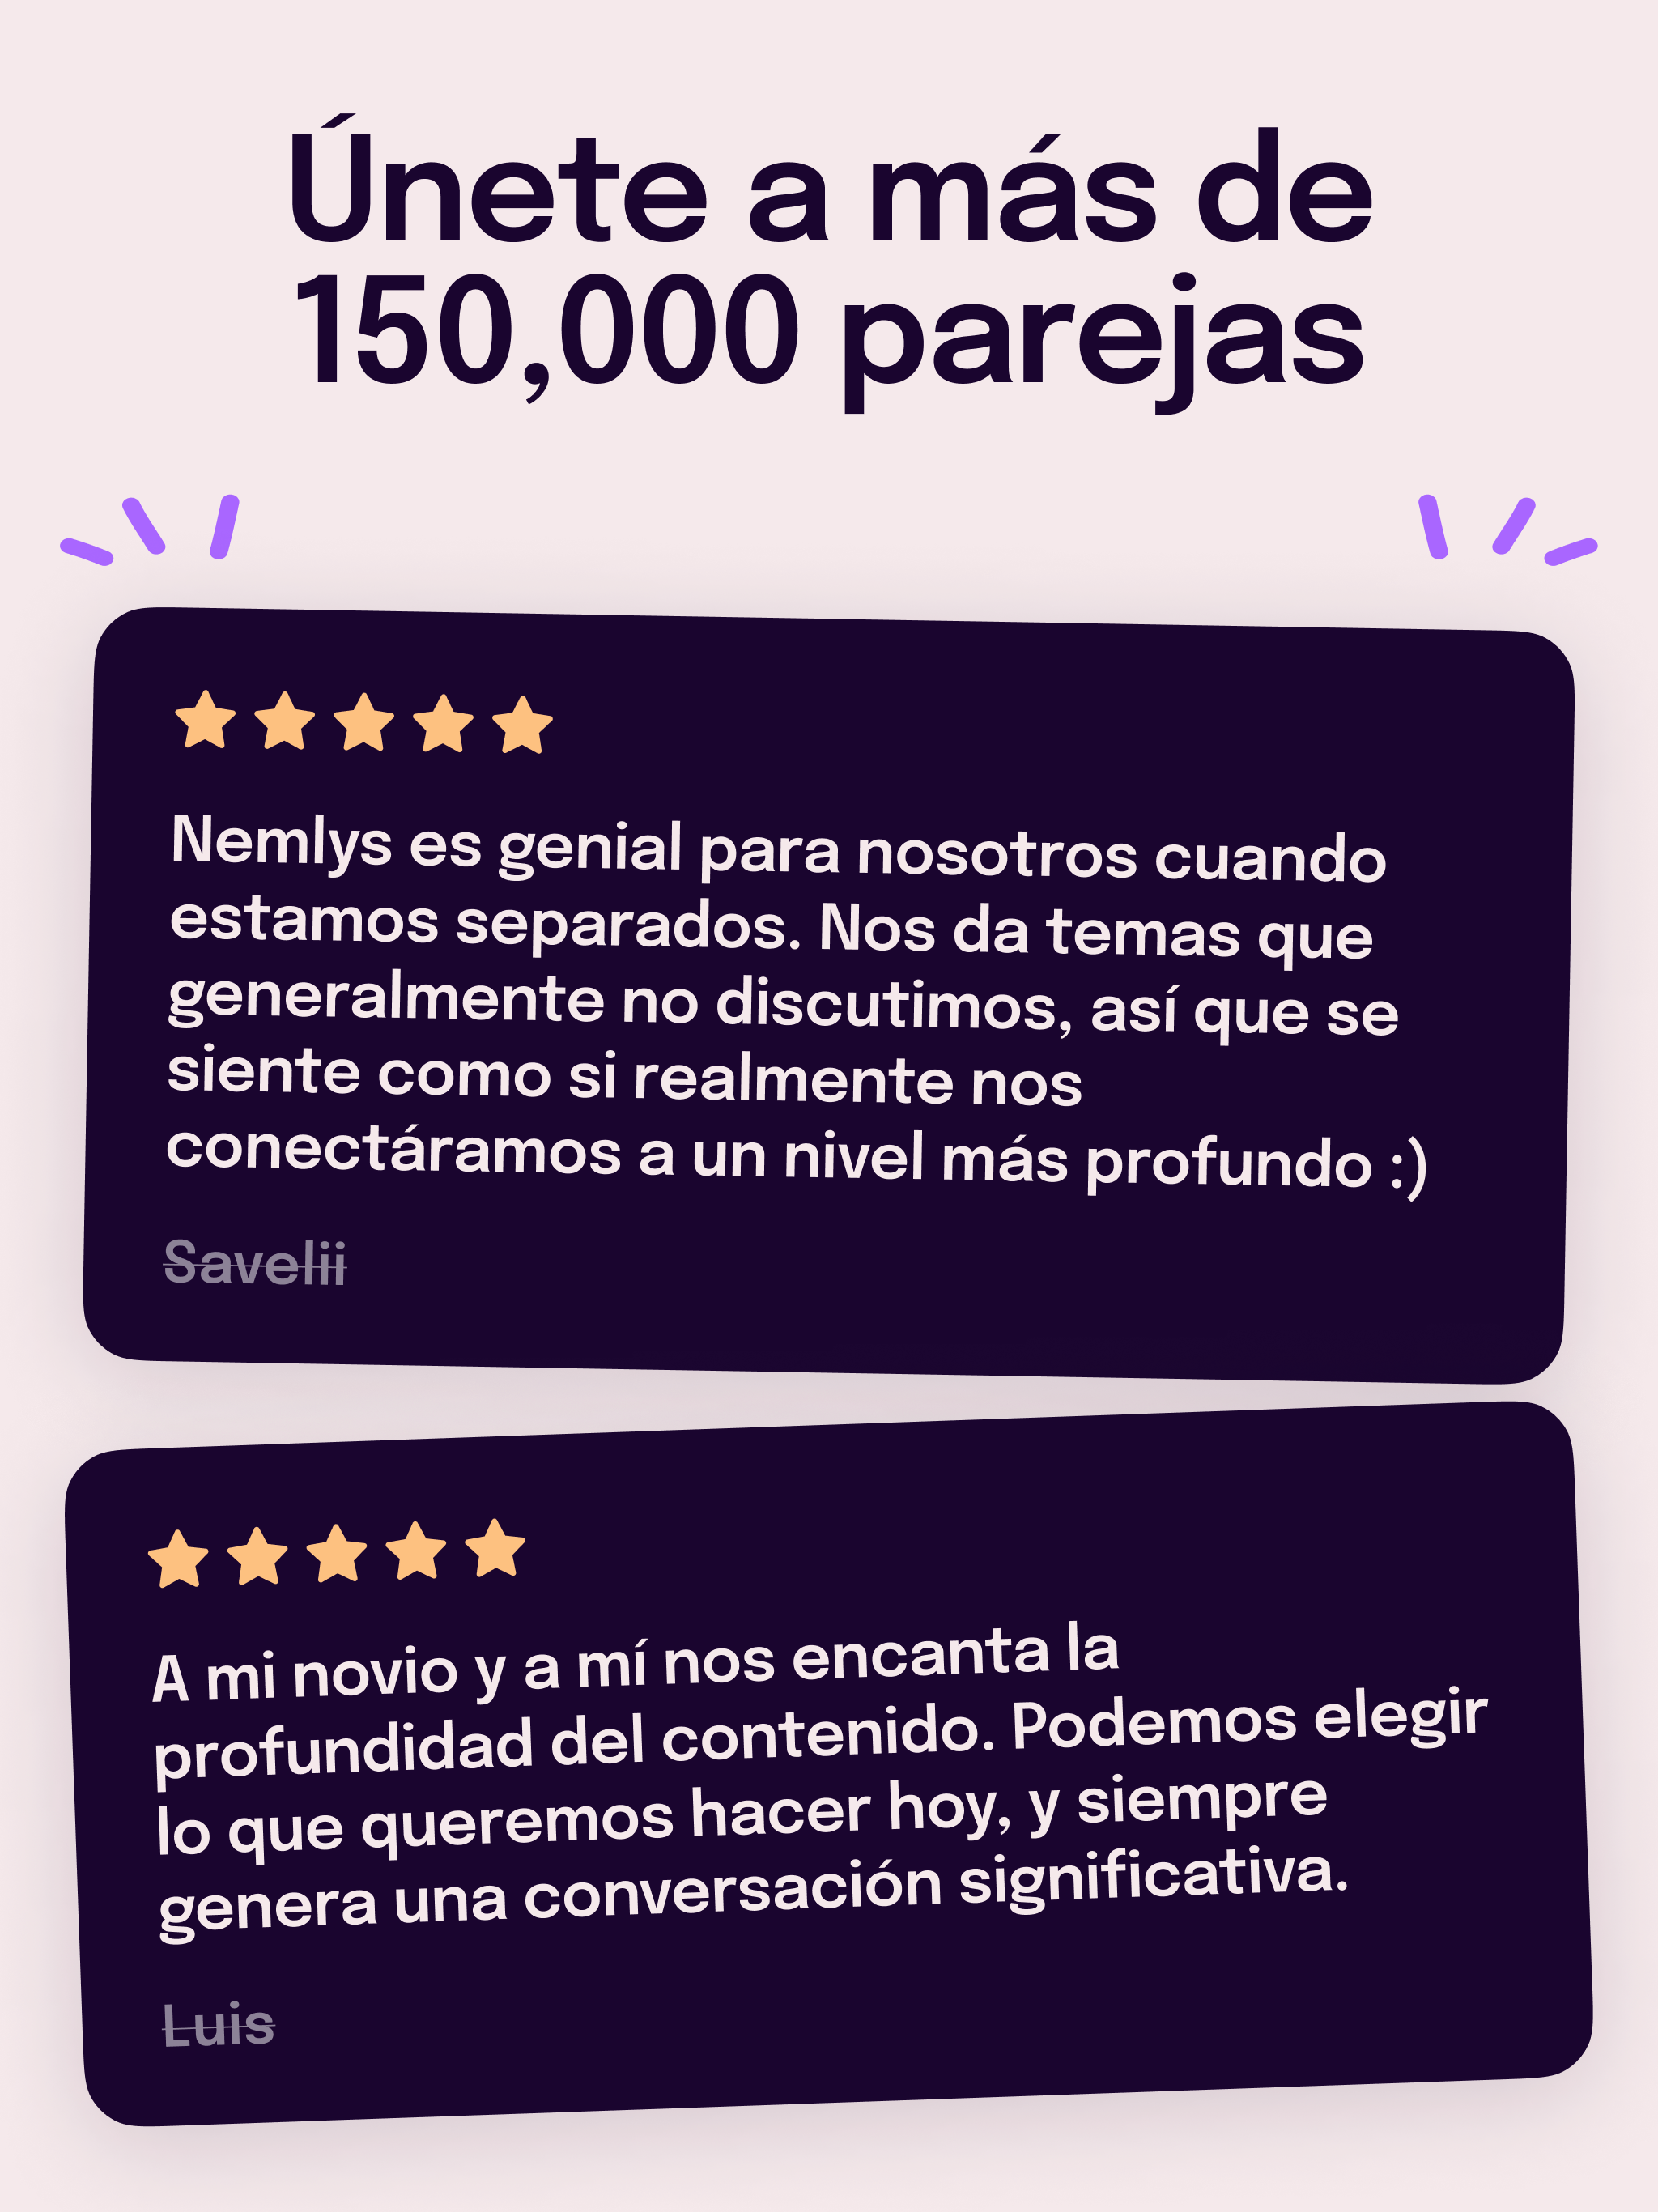 Únete a más de
150,000 parejas
Nemlys es genial para nosotros cuando
estamos separados. Nos da temas que
generalmente no discutimos, así que se
siente como si realmente nos
conectáramos a un nivel más profundo :)
Savelii
A mi novio y a mí nos encanta la
profundidad del contenido. Podemos elegir
lo que queremos hacer hoy, y siempre
genera una conversación significativa.
Luis